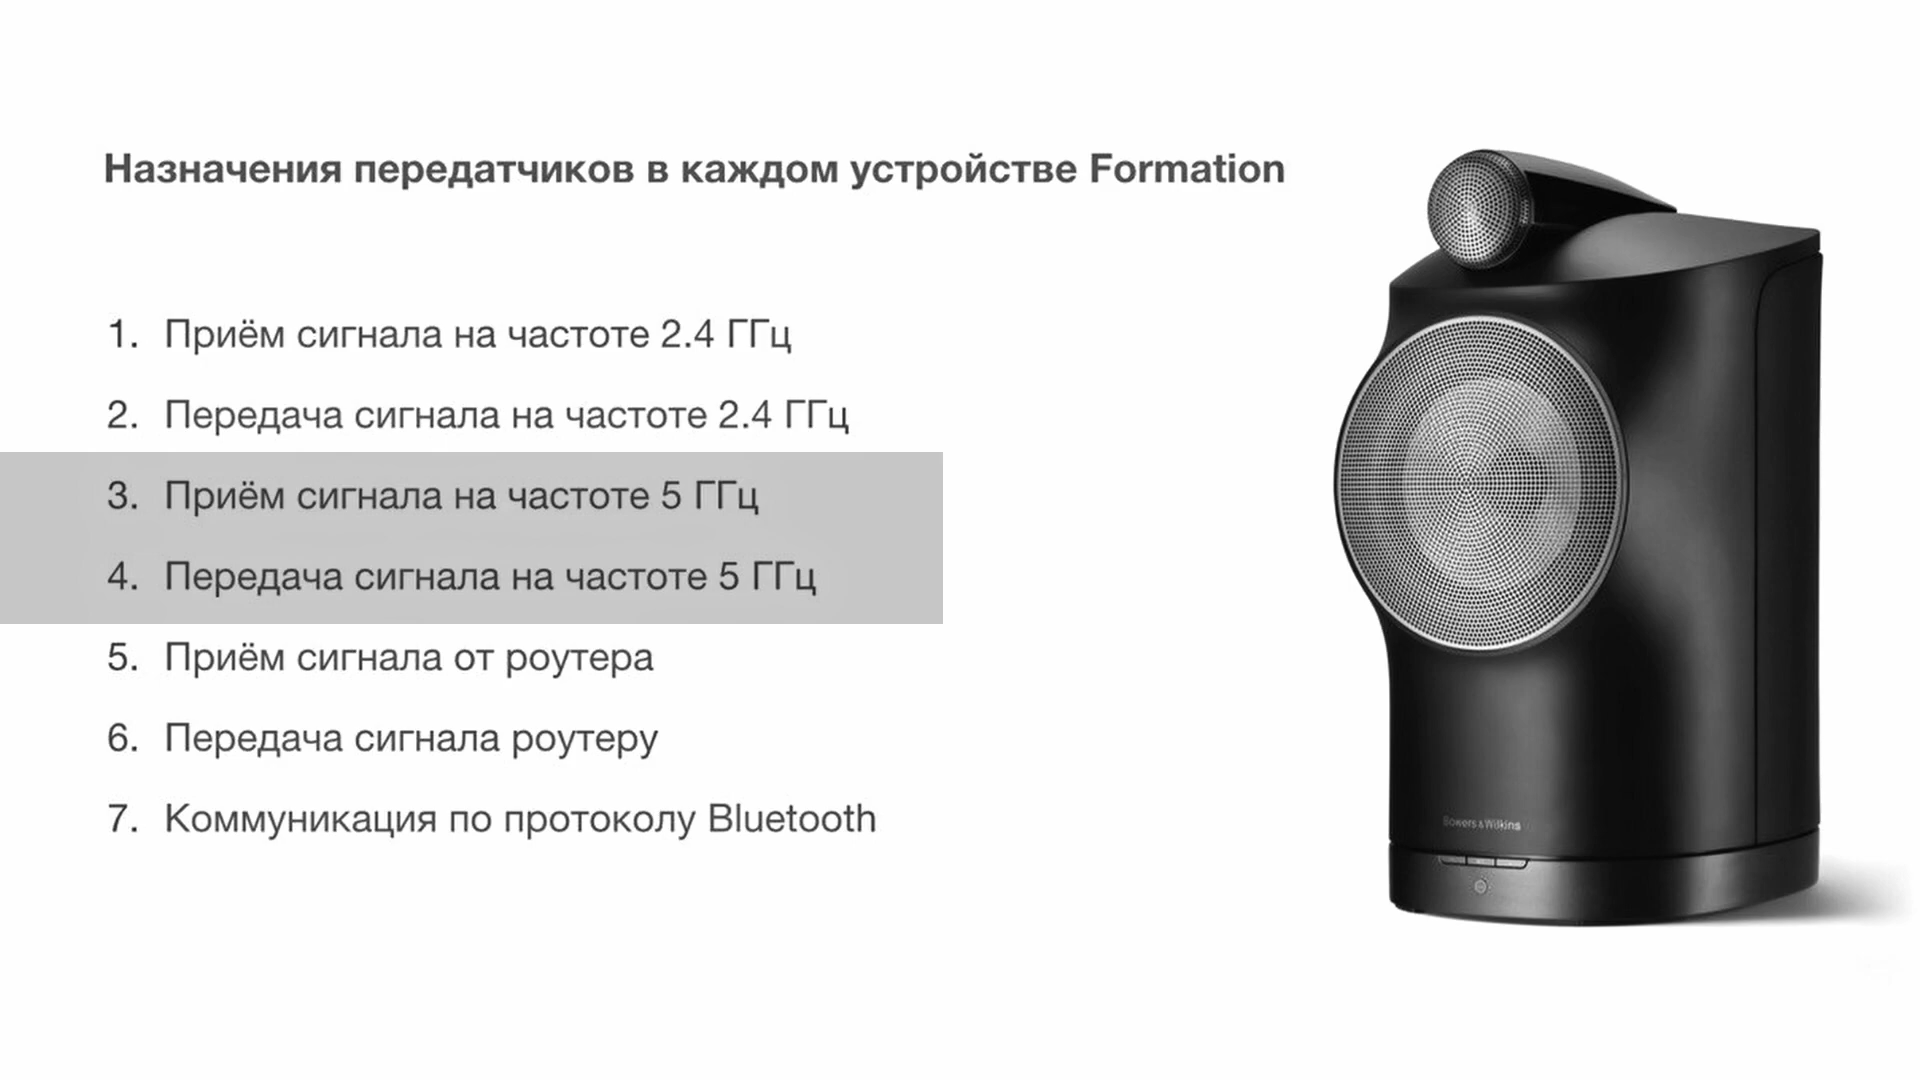 Назначения передатчиков в каждом устройстве Formation
1. Приём сигнала на частоте 2.4 ГГц
2. Передача сигнала на частоте 2.4 ГГц
3. Приём сигнала на частоте 5 ГГц
4. Передача сигнала на частоте 5 ГГц
5. Приём сигнала от роутера
6. Передача сигнала роутеру
7. Коммуникация по протоколу Bluetooth
Bowers & Wilkins